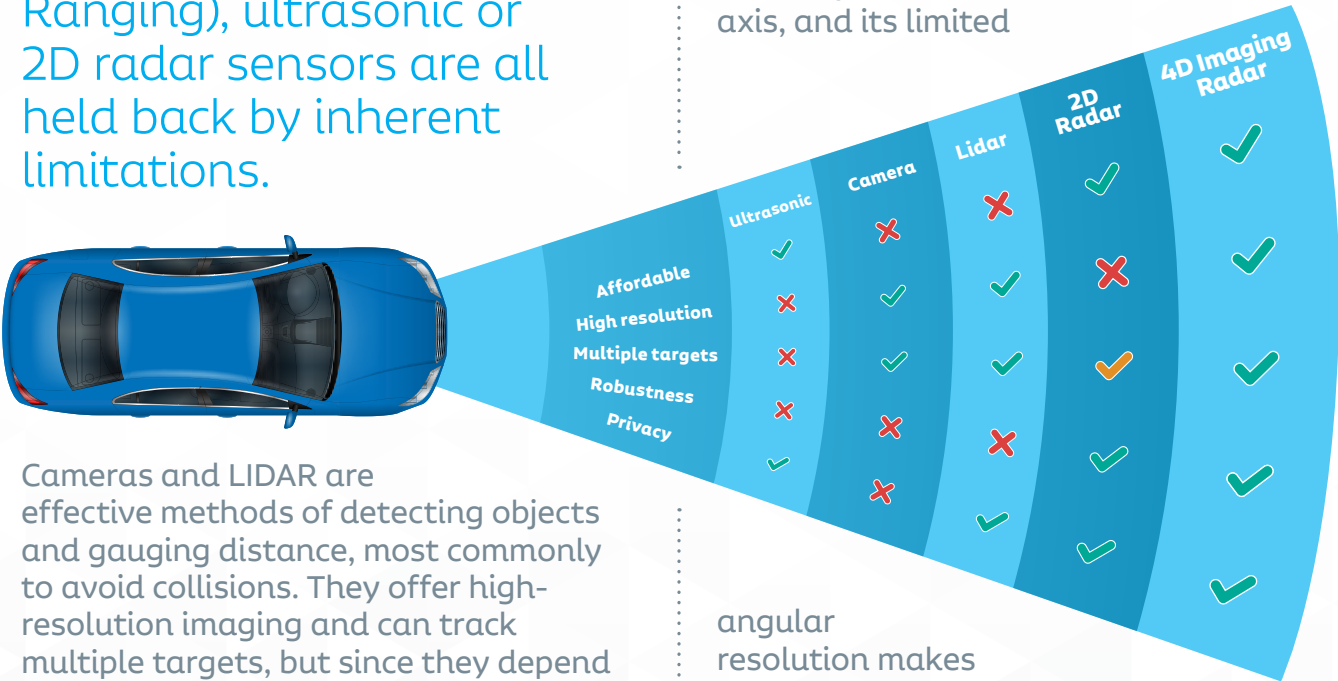 Ranging), ultrasonic or
2D radar sensors are all
held back by inherent
limitations.
Cameras and LIDAR are
effective methods of detecting objects
and gauging distance, most commonly
to avoid collisions. They offer high-
resolution imaging and can track
multiple targets, but since they depend
axis, and its limited
angular
resolution makes
Affordable
High resolution
Multiple targets
Robustness
Privacy
Ultrasonic
Camera
Lidar
2D
Radar
4D Imaging
Radar